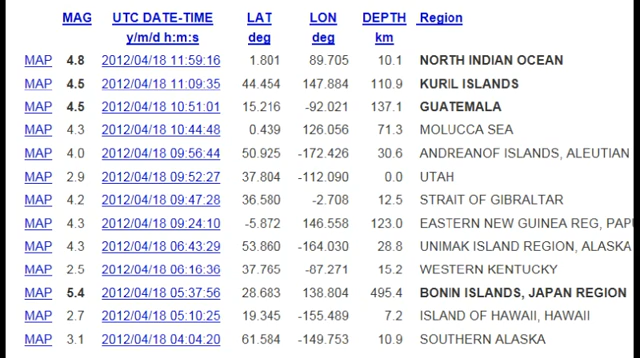 MAG UTC DATE-TIME LAT LON DEPTH Region
y/m/d h:m:s deg deg km
MAP 4.8 2012/04/18 11:59:16 1.801 89.705 10.1 NORTH INDIAN OCEAN
MAP 4.5 2012/04/18 11:09:35 44.454 147.884 110.9 KURIL ISLANDS
MAP 4.5 2012/04/18 10:51:01 15.216 -92.021 137.1 GUATEMALA
MAP 4.3 2012/04/18 10:44:48 0.439 126.056 71.3 MOLUCCA SEA
MAP 4.0 2012/04/18 09:56:44 50.925 -172.426 30.6 ANDREANOF ISLANDS, ALEUTIAN
MAP 2.9 2012/04/18 09:52:27 37.804 -112.090 0.0 UTAH
MAP 4.2 2012/04/18 09:47:28 36.580 -2.708 12.5 STRAIT OF GIBRALTAR
MAP 4.3 2012/04/18 09:24:10 -5.872 146.558 123.0 EASTERN NEW GUINEA REG, PAPU
MAP 4.3 2012/04/18 06:43:29 53.860 -164.030 28.8 UNIMAK ISLAND REGION, ALASKA
MAP 2.5 2012/04/18 06:16:36 37.765 -87.271 15.2 WESTERN KENTUCKY
MAP 5.4 2012/04/18 05:37:56 28.683 138.804 495.4 BONIN ISLANDS, JAPAN REGION
MAP 2.7 2012/04/18 05:10:25 19.345 -155.489 7.2 ISLAND OF HAWAII, HAWAII
MAP 3.1 2012/04/18 04:04:20 61.584 -149.753 10.9 SOUTHERN ALASKA